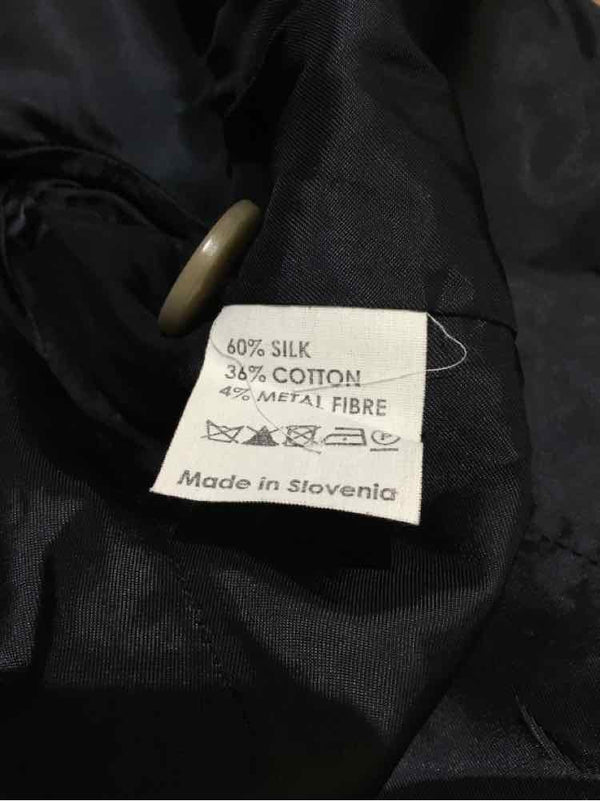 60% SILK
36% COTTON
4% METAL FIBRE
P
Made in Slovenia